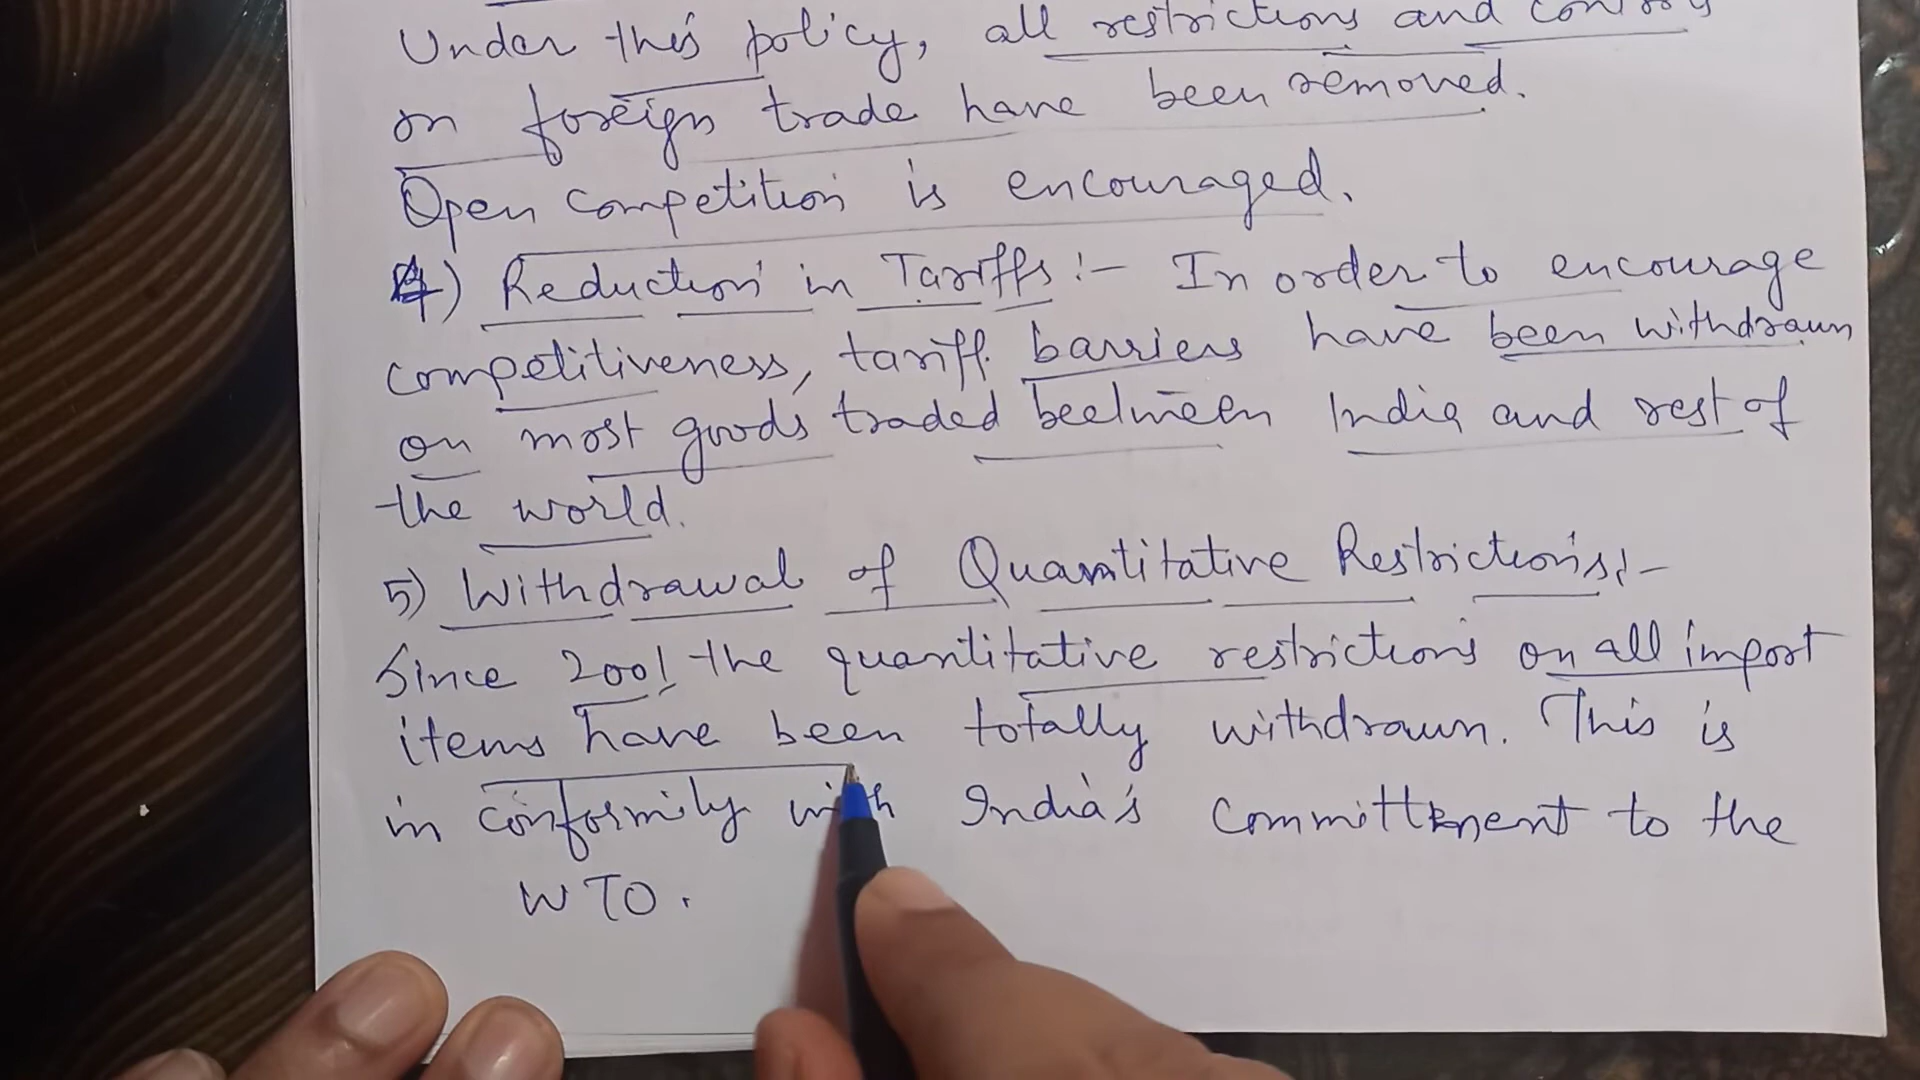 Under this policy, all restrictions and controls
on foreign trade have been removed.
Open competition is encouraged.
4) Reduction in Tariffs :- In order to encourage
competitiveness, tariff barriers have been withdrawn
on most goods traded beetween India and rest of
the world.
5) Withdrawal of Quantitative Restrictions:-
Since 2001 the quantitative restrictions on all import
items have been totally withdrawn. This is
in conformity with India's committment to the
WTO.